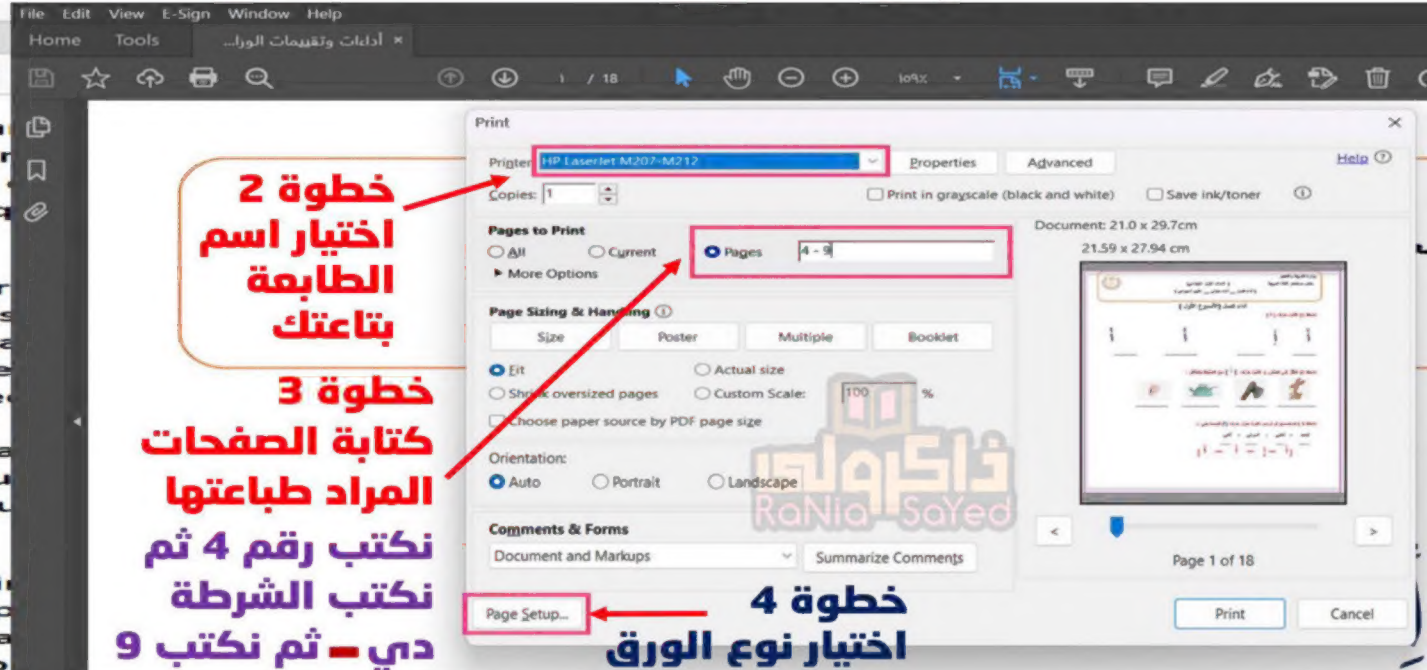 File Edit View E-Sign Window Help
Home Tools أداءات وتقييمات الورا... ×
١ / 18 ١٠٩٪
Print ×
Printer: HP LaserJet M207-M212 Properties Advanced Help
Copies: 1 Print in grayscale (black and white) Save ink/toner
Pages to Print
All Current Pages 4 - 9
More Options
Document: 21.0 x 29.7cm
21.59 x 27.94 cm
Page Sizing & Handling
Size Poster Multiple Booklet
Fit Actual size
Shrink oversized pages Custom Scale: 100 %
Choose paper source by PDF page size
Orientation:
Auto Portrait Landscape
Comments & Forms
Document and Markups Summarize Comments
< >
Page 1 of 18
Page Setup... Print Cancel
خطوة 2
اختيار اسم
الطابعة
بتاعتك
خطوة 3
كتابة الصفحات
المراد طباعتها
نكتب رقم 4 ثم
نكتب الشرطة
دي - ثم نكتب 9
خطوة 4
اختيار نوع الورق
ذاكرولي
RaNia SaYed